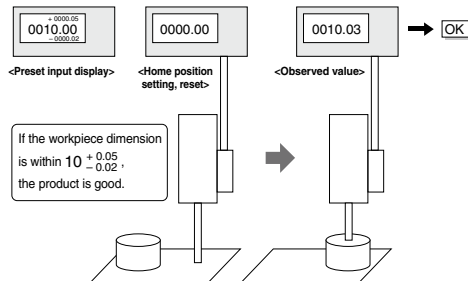 + 0000.05
0010.00
– 0000.02
<Preset input display>
0000.00
<Home position
setting, reset>
0010.03
<Observed value>
OK
If the workpiece dimension
is within 10 + 0.05
– 0.02 ,
the product is good.